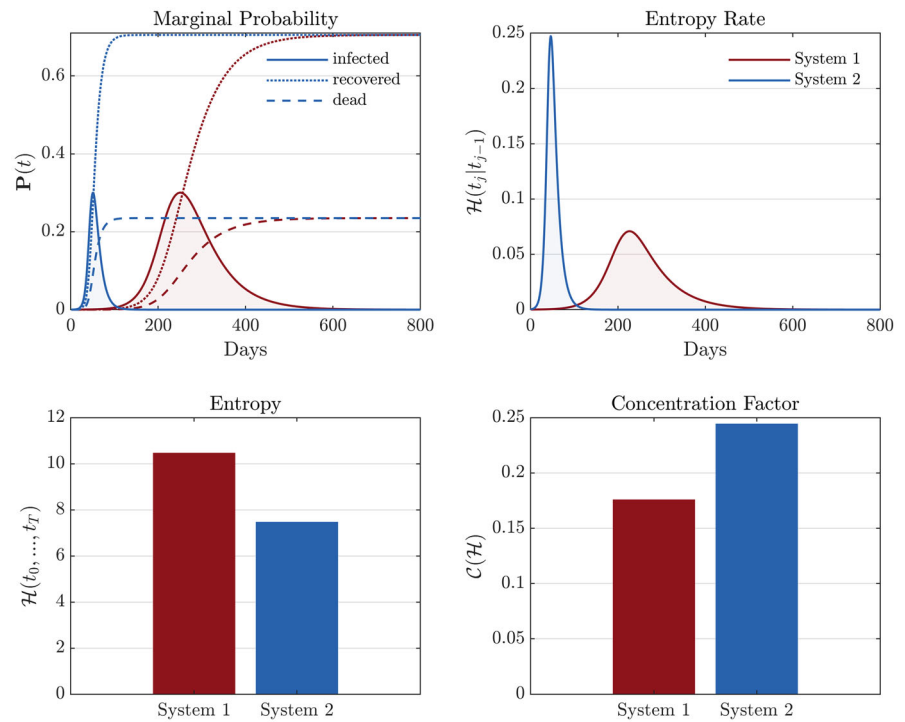 Marginal Probability
0.6
0.4
0.2
0
P(t)
infected
recovered
dead
0 200 400 600 800
Days
Entropy Rate
0.25
0.2
0.15
0.1
0.05
0
ℋ(t_j|t_{j−1})
System 1
System 2
0 200 400 600 800
Days
Entropy
12
10
8
6
4
2
0
ℋ(t_0, ..., t_T)
System 1 System 2
Concentration Factor
0.25
0.2
0.15
0.1
0.05
0
𝒞(ℋ)
System 1 System 2